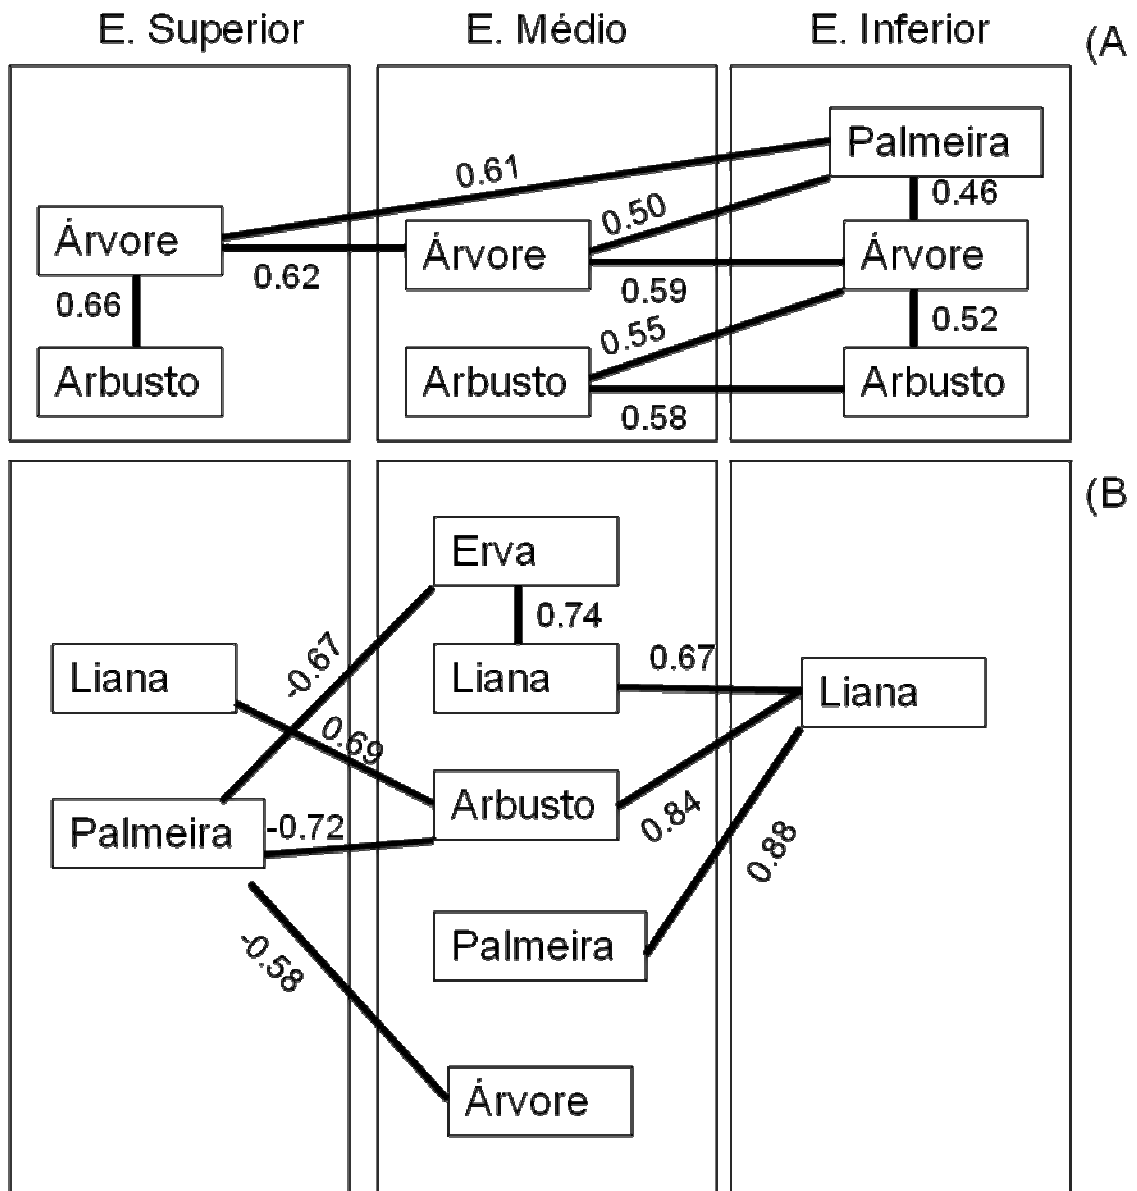 E. Superior
E. Médio
E. Inferior
(A
Palmeira
0.61
0.46
0.50
Árvore
Árvore
Árvore
0.62
0.59
0.66
0.55
0.52
Arbusto
Arbusto
Arbusto
0.58
(B
Erva
0.74
-0.67
0.67
Liana
Liana
Liana
0.69
Arbusto
0.84
Palmeira
-0.72
0.88
Palmeira
-0.58
Árvore